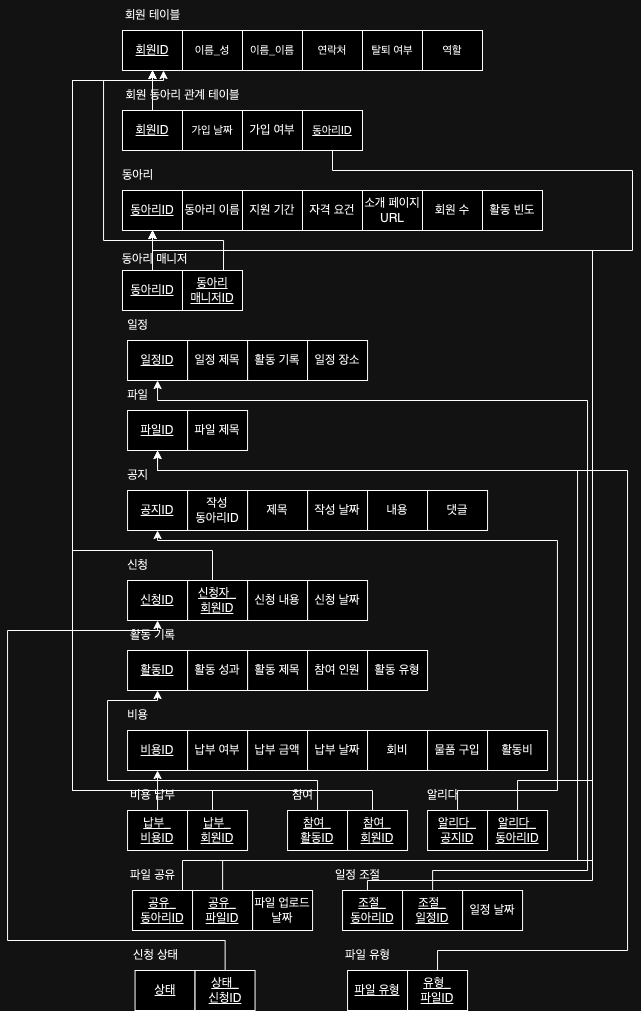 회원 테이블
회원ID 이름_성 이름_이름 연락처 탈퇴 여부 역할
회원 동아리 관계 테이블
회원ID 가입 날짜 가입 여부 동아리ID
동아리
동아리ID 동아리 이름 지원 기간 자격 요건 소개 페이지 URL 회원 수 활동 빈도
동아리 매니저
동아리ID 동아리 매니저ID
일정
일정ID 일정 제목 활동 기록 일정 장소
파일
파일ID 파일 제목
공지
공지ID 작성 동아리ID 제목 작성 날짜 내용 댓글
신청
신청ID 신청자_회원ID 신청 내용 신청 날짜
활동 기록
활동ID 활동 성과 활동 제목 참여 인원 활동 유형
비용
비용ID 납부 여부 납부 금액 납부 날짜 회비 물품 구입 활동비
비용 납부 참여 알리다
납부_비용ID 납부_회원ID 참여_활동ID 참여_회원ID 알리다_공지ID 알리다_동아리ID
파일 공유 일정 조절
공유_동아리ID 공유_파일ID 파일 업로드 날짜 조절_동아리ID 조절_일정ID 일정 날짜
신청 상태 파일 유형
상태 상태_신청ID 파일 유형 유형_파일ID